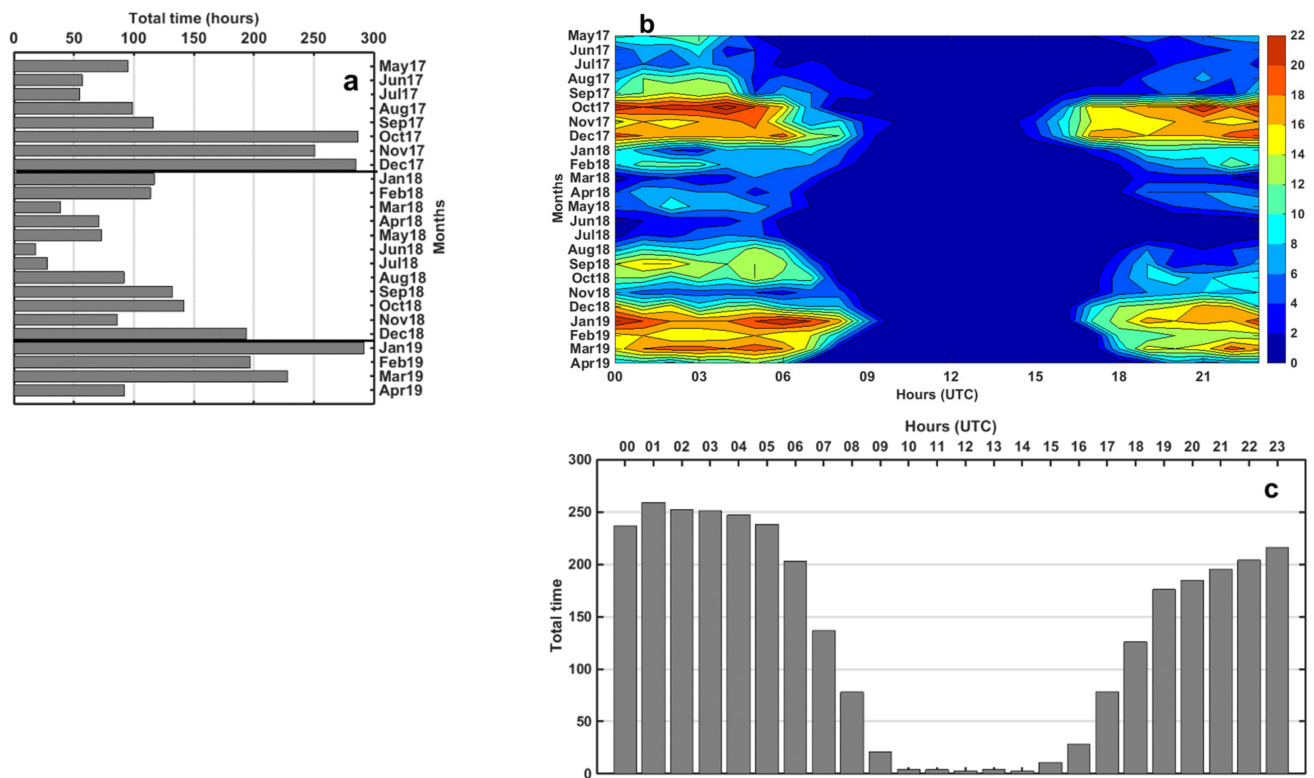 Total time (hours)
0 50 100 150 200 250 300
a
May17
Jun17
Jul17
Aug17
Sep17
Oct17
Nov17
Dec17
Jan18
Feb18
Mar18
Apr18
May18
Jun18
Jul18
Aug18
Sep18
Oct18
Nov18
Dec18
Jan19
Feb19
Mar19
Apr19
Months
b
May17
Jun17
Jul17
Aug17
Sep17
Oct17
Nov17
Dec17
Jan18
Feb18
Mar18
Apr18
May18
Jun18
Jul18
Aug18
Sep18
Oct18
Nov18
Dec18
Jan19
Feb19
Mar19
Apr19
Months
00 03 06 09 12 15 18 21
Hours (UTC)
22
20
18
16
14
12
10
8
6
4
2
0
Hours (UTC)
00 01 02 03 04 05 06 07 08 09 10 11 12 13 14 15 16 17 18 19 20 21 22 23
c
300
250
200
150
100
50
0
Total time